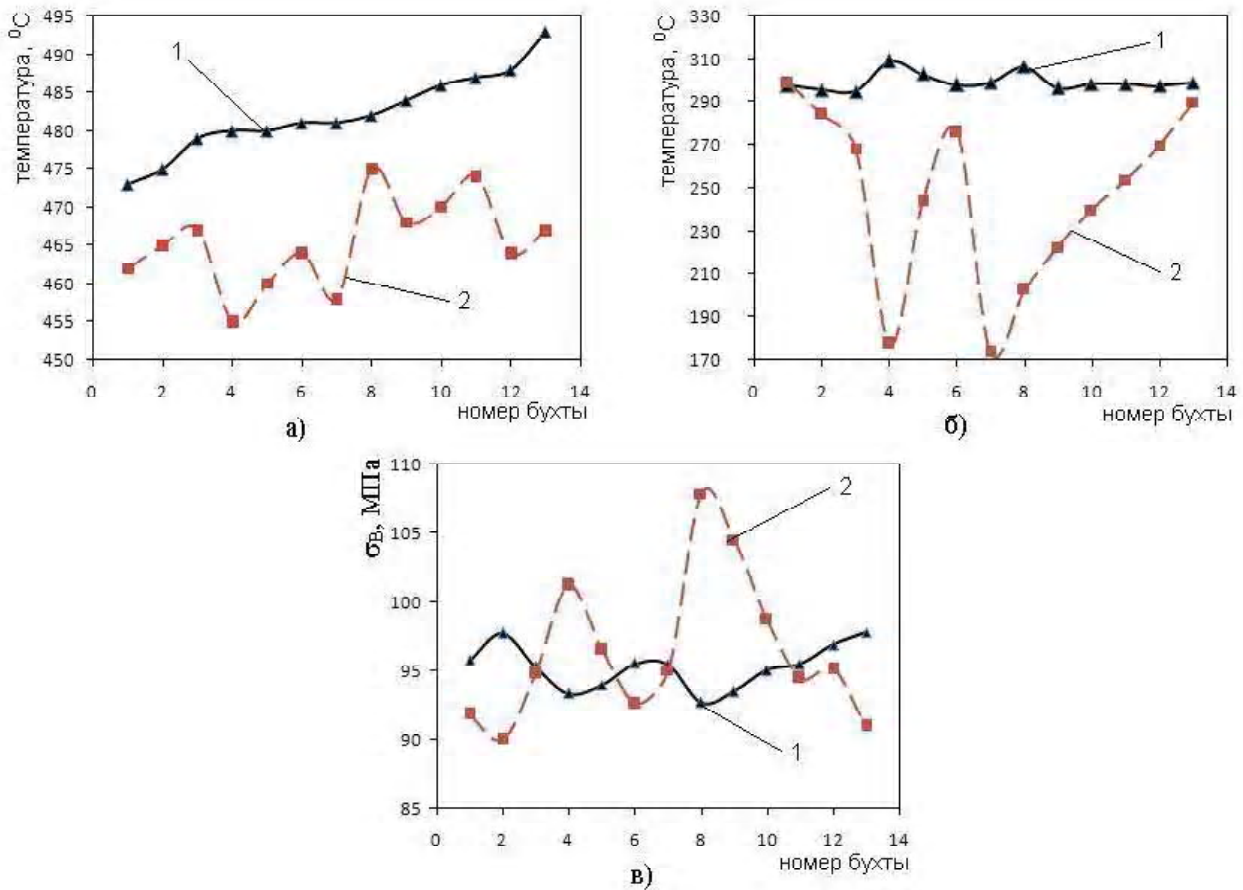 температура, ⁰С
495
490
485
480
475
470
465
460
455
450
0 2 4 6 8 10 12 14
номер бухты
1
2
а)
температура, ⁰С
330
310
290
270
250
230
210
190
170
0 2 4 6 8 10 12 14
номер бухты
1
2
б)
σВ, МПа
110
105
100
95
90
85
0 2 4 6 8 10 12 14
номер бухты
2
1
в)